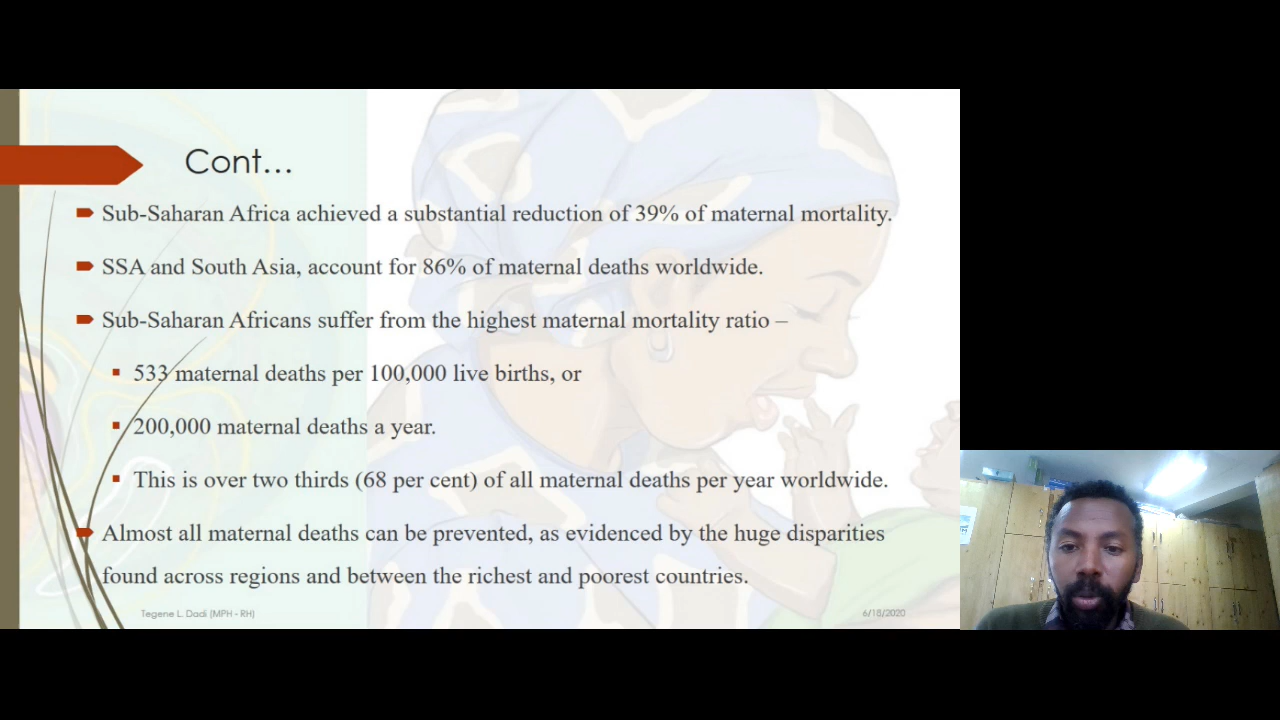 Cont…
Sub-Saharan Africa achieved a substantial reduction of 39% of maternal mortality.
SSA and South Asia, account for 86% of maternal deaths worldwide.
Sub-Saharan Africans suffer from the highest maternal mortality ratio –
533 maternal deaths per 100,000 live births, or
200,000 maternal deaths a year.
This is over two thirds (68 per cent) of all maternal deaths per year worldwide.
Almost all maternal deaths can be prevented, as evidenced by the huge disparities
found across regions and between the richest and poorest countries.
Tegene L. Dadi (MPH - RH)
6/18/2020